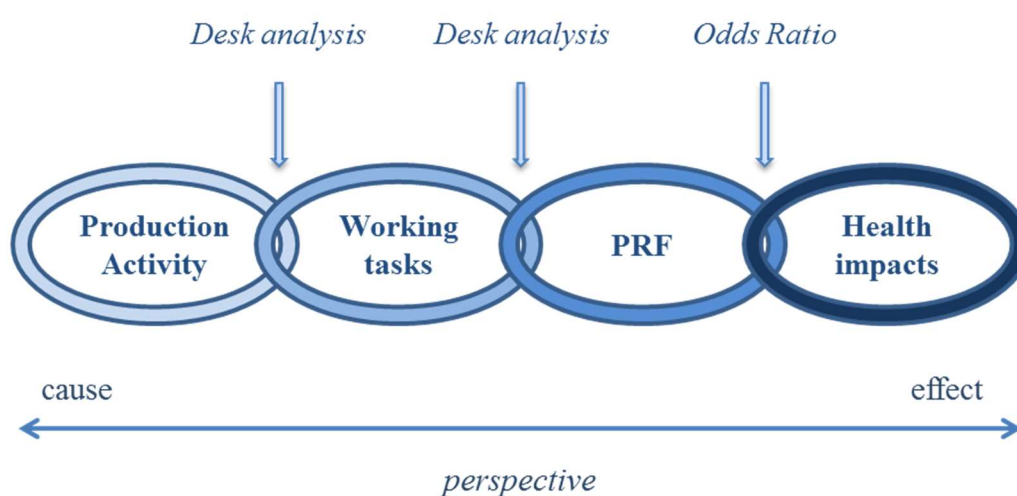 Desk analysis
Desk analysis
Odds Ratio
Production
Activity
Working
tasks
PRF
Health
impacts
cause
effect
perspective